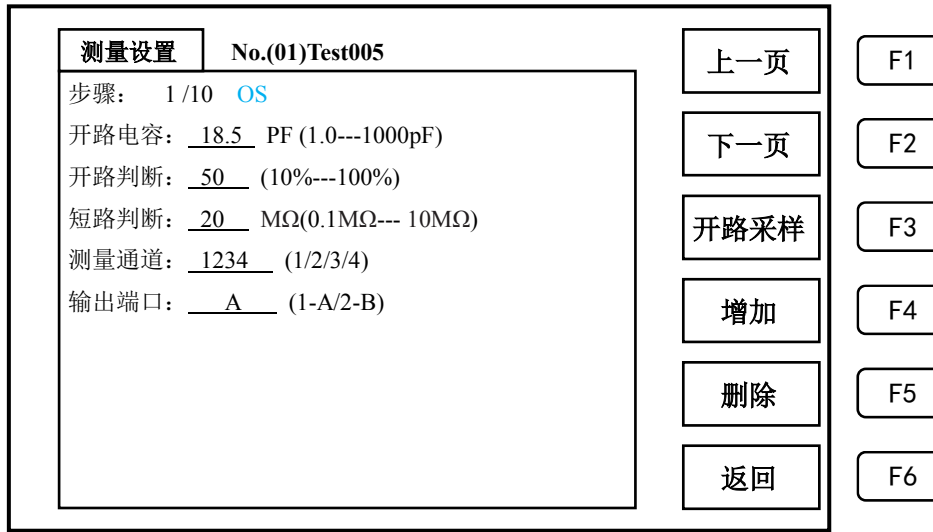 测量设置 No.(01)Test005
步骤： 1 /10 OS
开路电容： 18.5 PF (1.0---1000pF)
开路判断： 50 (10%---100%)
短路判断： 20 MΩ(0.1MΩ--- 10MΩ)
测量通道： 1234 (1/2/3/4)
输出端口： A (1-A/2-B)
上一页 F1
下一页 F2
开路采样 F3
增加 F4
删除 F5
返回 F6